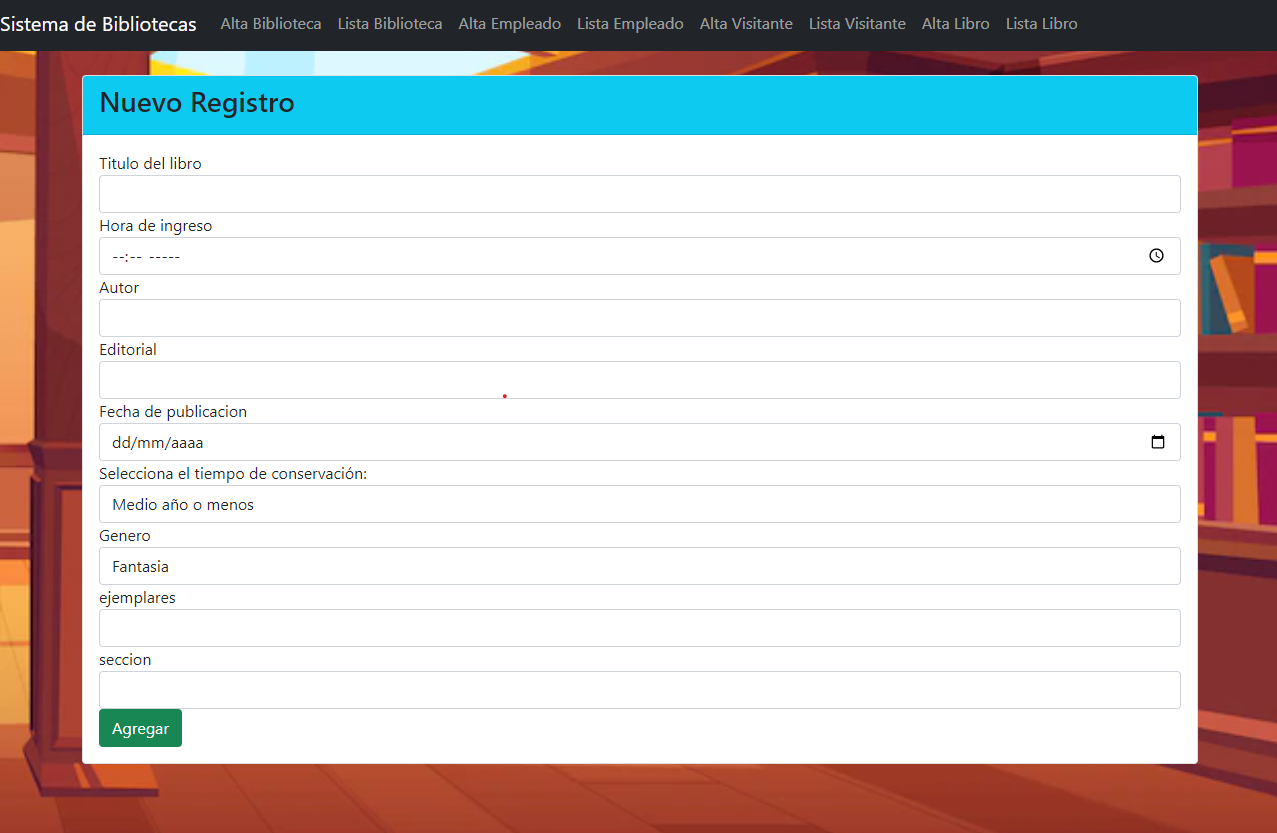 Sistema de Bibliotecas Alta Biblioteca Lista Biblioteca Alta Empleado Lista Empleado Alta Visitante Lista Visitante Alta Libro Lista Libro
Nuevo Registro
Titulo del libro
Hora de ingreso
--:-- -----
Autor
Editorial
Fecha de publicacion
dd/mm/aaaa
Selecciona el tiempo de conservación:
Medio año o menos
Genero
Fantasia
ejemplares
seccion
Agregar